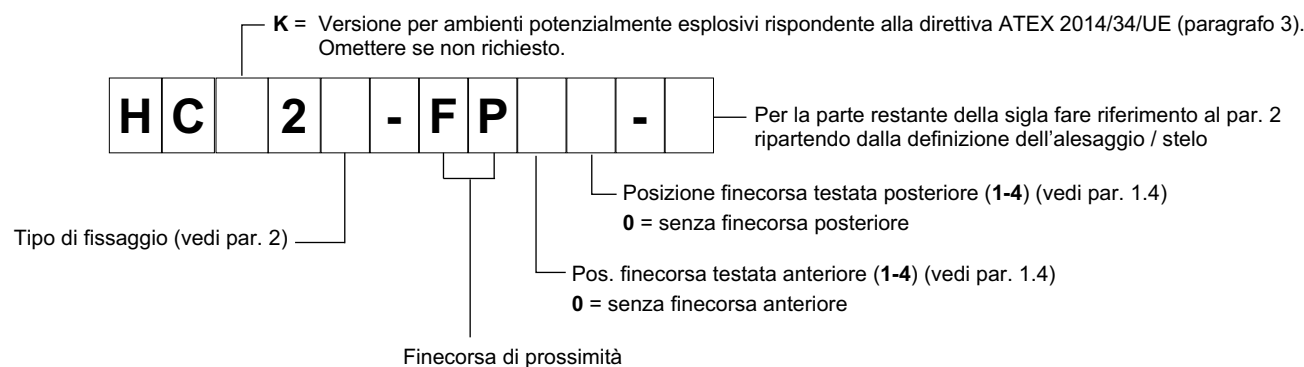 K = Versione per ambienti potenzialmente esplosivi rispondente alla direttiva ATEX 2014/34/UE (paragrafo 3).
Omettere se non richiesto.
H C 2 - F P -
Per la parte restante della sigla fare riferimento al par. 2
ripartendo dalla definizione dell'alesaggio / stelo
Posizione finecorsa testata posteriore (1-4) (vedi par. 1.4)
0 = senza finecorsa posteriore
Tipo di fissaggio (vedi par. 2)
Pos. finecorsa testata anteriore (1-4) (vedi par. 1.4)
0 = senza finecorsa anteriore
Finecorsa di prossimità